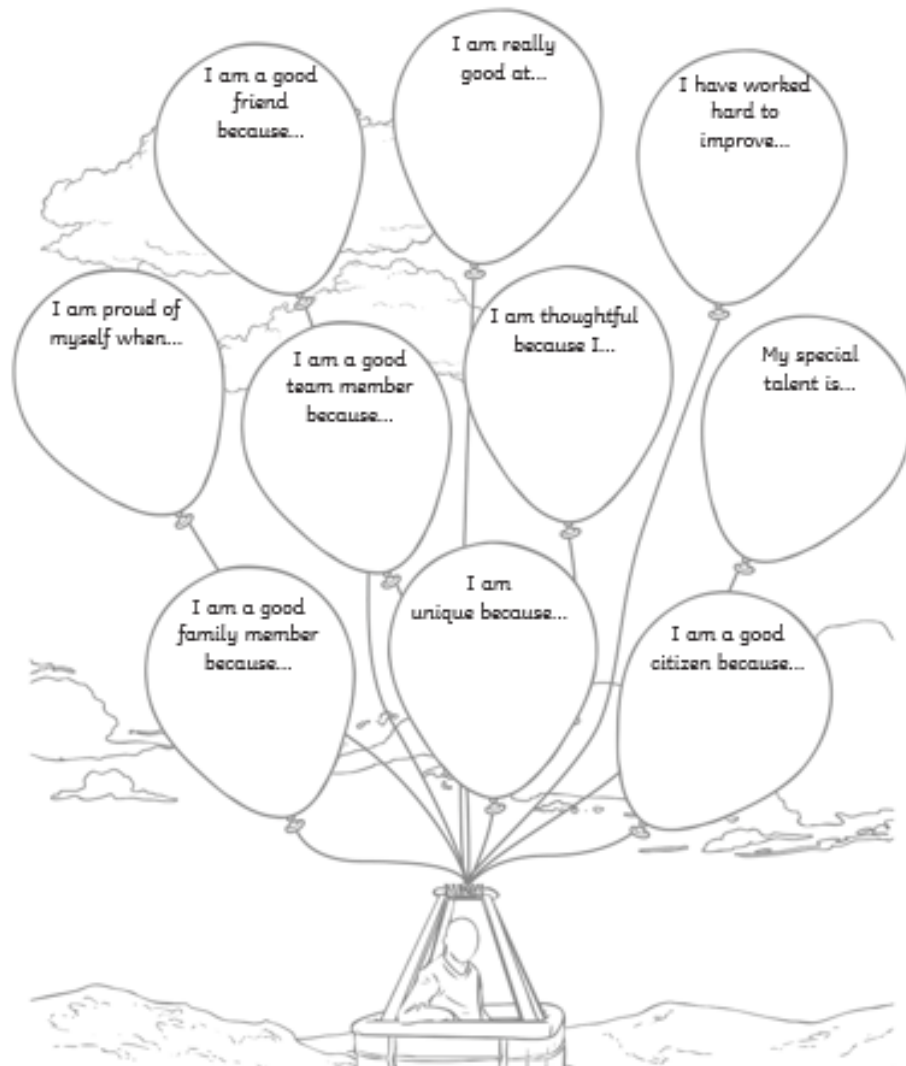 I am a good
friend
because...
I am really
good at...
I have worked
hard to
improve...
I am proud of
myself when...
I am a good
team member
because...
I am thoughtful
because I...
My special
talent is...
I am a good
family member
because...
I am
unique because...
I am a good
citizen because...